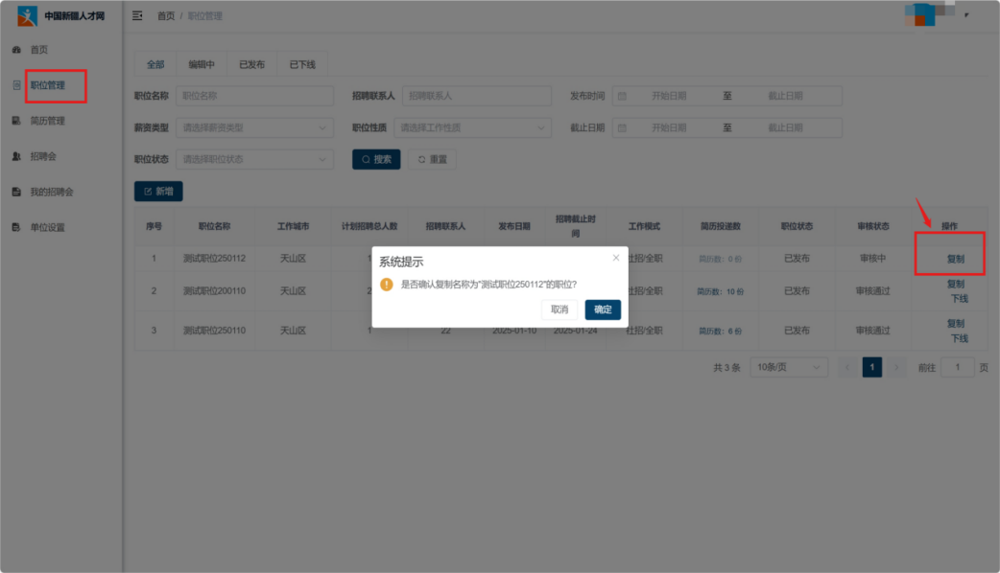 中国新疆人才网
首页 / 职位管理
首页
职位管理
简历管理
招聘会
我的招聘会
单位设置
全部 编辑中 已发布 已下线
职位名称 职位名称 招聘联系人 招聘联系人 发布时间 开始日期 至 截止日期
薪资类型 请选择薪资类型 职位性质 请选择工作性质 截止日期 开始日期 至 截止日期
职位状态 请选择职位状态 搜索 重置
新增
序号 职位名称 工作城市 计划招聘总人数 招聘联系人 发布日期 招聘截止时间 工作模式 简历投递数 职位状态 审核状态 操作
1 测试职位250112 天山区 1 社招/全职 简历数：0 份 已发布 审核中 复制
2 测试职位200110 天山区 2 社招/全职 简历数：10 份 已发布 审核通过 复制
下线
3 测试职位250110 天山区 1 22 2025-01-10 2025-01-24 社招/全职 简历数：6 份 已发布 审核通过 复制
下线
系统提示
是否确认复制名称为"测试职位250112"的职位?
取消 确定
共 3 条 10条/页 1 前往 1 页